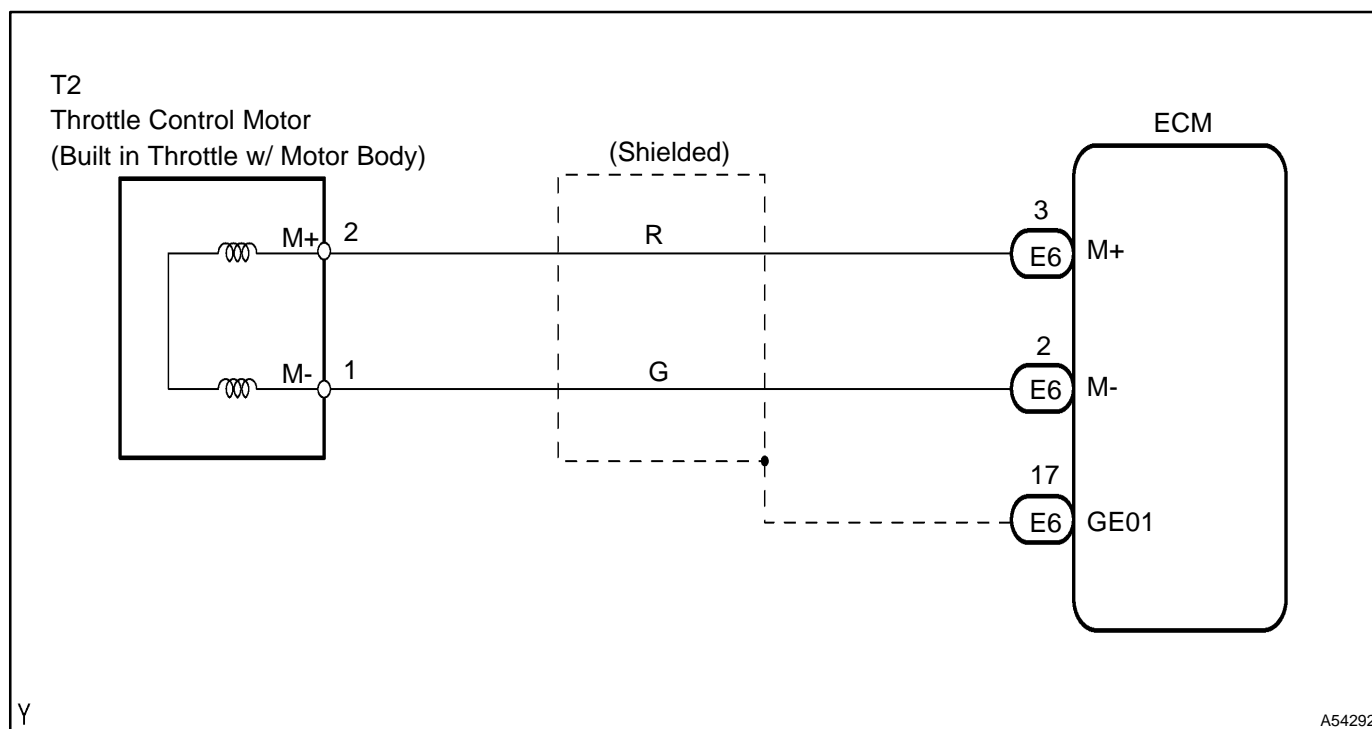 T2
Throttle Control Motor
(Built in Throttle w/ Motor Body)
(Shielded)
ECM
M+
2
R
3
E6
M+
M-
1
G
2
E6
M-
17
E6
GE01
Y
A54292